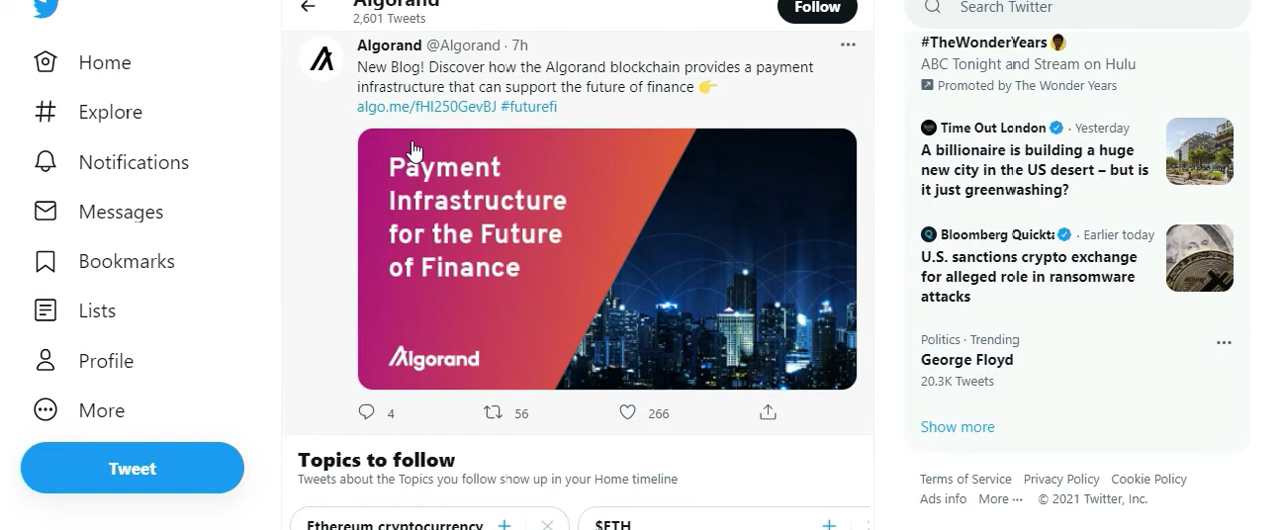 Home
Explore
Notifications
Messages
Bookmarks
Lists
Profile
More
Tweet
Algorand
2,601 Tweets
Follow
Algorand @Algorand · 7h
New Blog! Discover how the Algorand blockchain provides a payment
infrastructure that can support the future of finance 👉
algo.me/fHI250GevBJ #futurefi
Payment
Infrastructure
for the Future
of Finance
Algorand
4 56 266
Topics to follow
Tweets about the Topics you follow show up in your Home timeline
Ethereum cryptocurrency
$ETH
Search Twitter
#TheWonderYears
ABC Tonight and Stream on Hulu
Promoted by The Wonder Years
Time Out London · Yesterday
A billionaire is building a huge
new city in the US desert – but is
it just greenwashing?
Bloomberg Quickta · Earlier today
U.S. sanctions crypto exchange
for alleged role in ransomware
attacks
Politics · Trending
George Floyd
20.3K Tweets
Show more
Terms of Service Privacy Policy Cookie Policy
Ads info More ··· © 2021 Twitter, Inc.